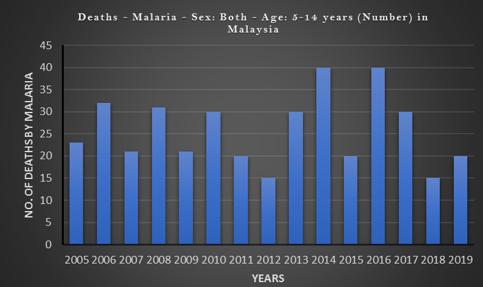 Deaths - Malaria - Sex: Both - Age: 5-14 years (Number) in
Malaysia
45
40
35
30
25
20
15
10
5
0
NO. OF DEATHS BY MALARIA
2005 2006 2007 2008 2009 2010 2011 2012 2013 2014 2015 2016 2017 2018 2019
YEARS